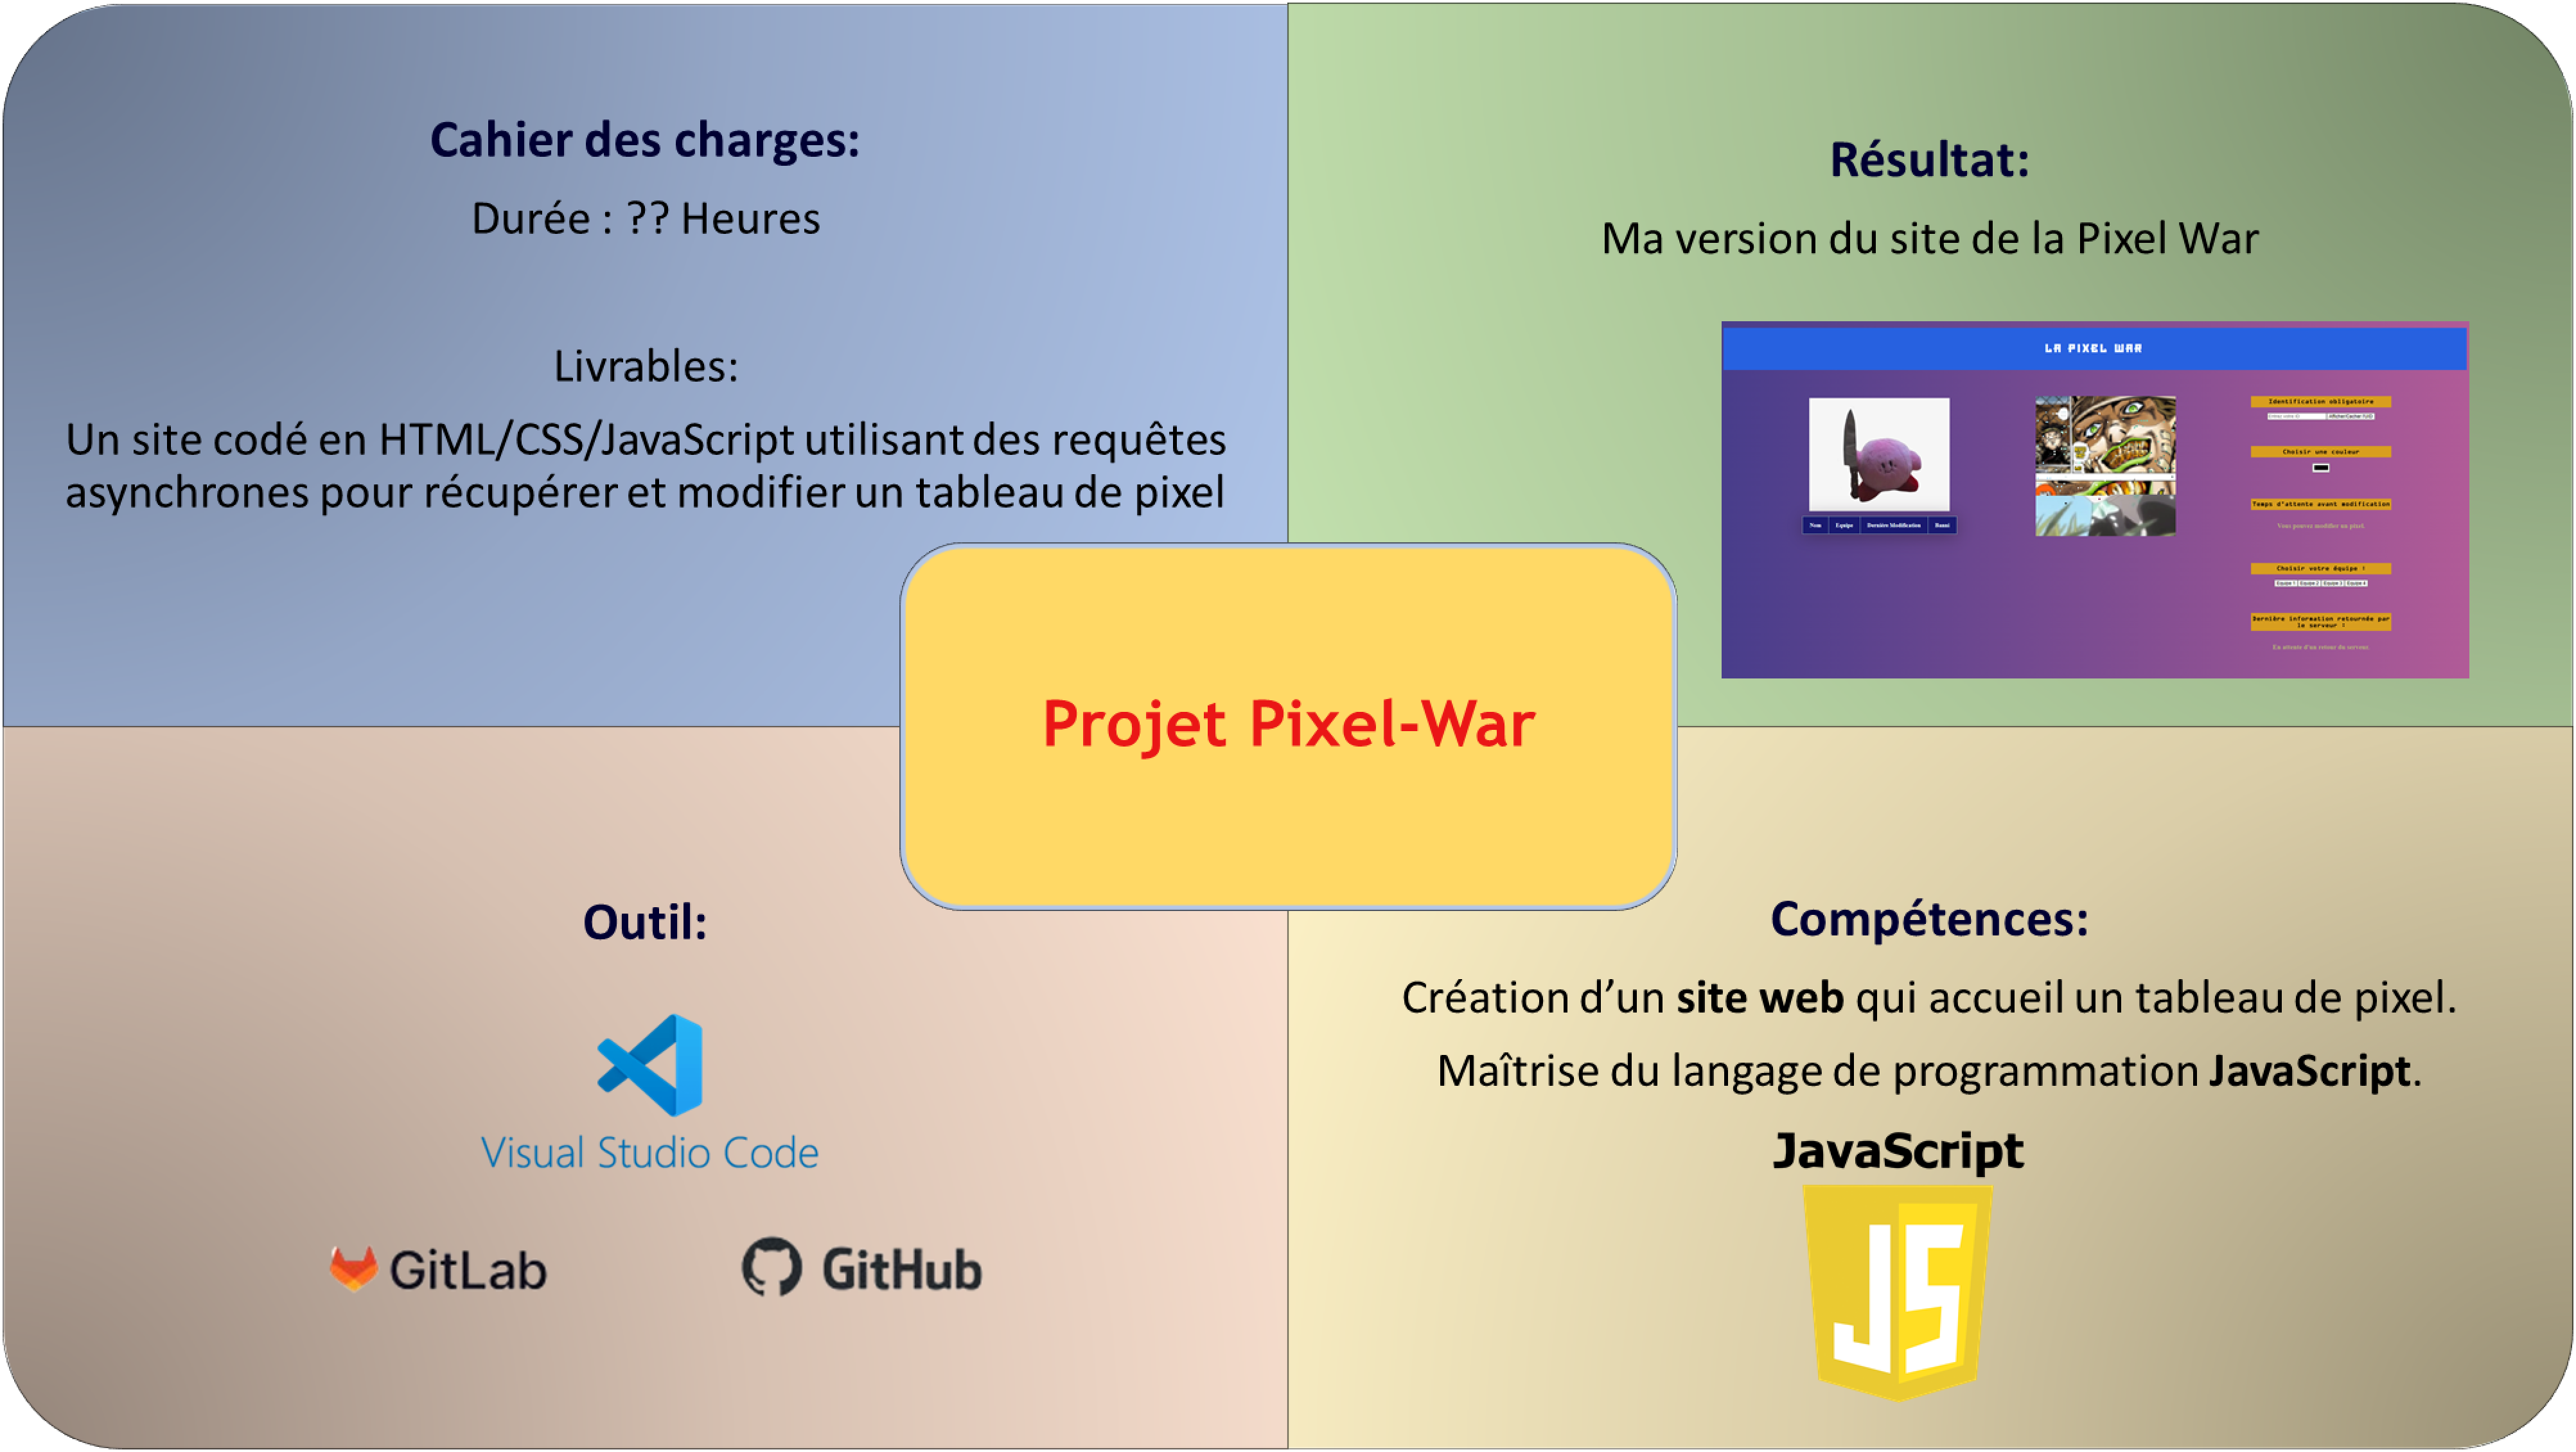 Cahier des charges:
Durée : ?? Heures
Livrables:
Un site codé en HTML/CSS/JavaScript utilisant des requêtes
asynchrones pour récupérer et modifier un tableau de pixel
Résultat:
Ma version du site de la Pixel War
LA PIXEL WAR
Nom Equipe Dernière Modification Banni
Identification obligatoire
Choisir une couleur
Temps d'attente avant modification
Vous pouvez modifier un pixel.
Choisir votre équipe !
Equipe 1 Equipe 2 Equipe 3 Equipe 4
Dernière information retournée par
le serveur :
En attente d'un retour du serveur.
Projet Pixel-War
Outil:
Visual Studio Code
GitLab
GitHub
Compétences:
Création d’un site web qui accueil un tableau de pixel.
Maîtrise du langage de programmation JavaScript.
JavaScript
JS